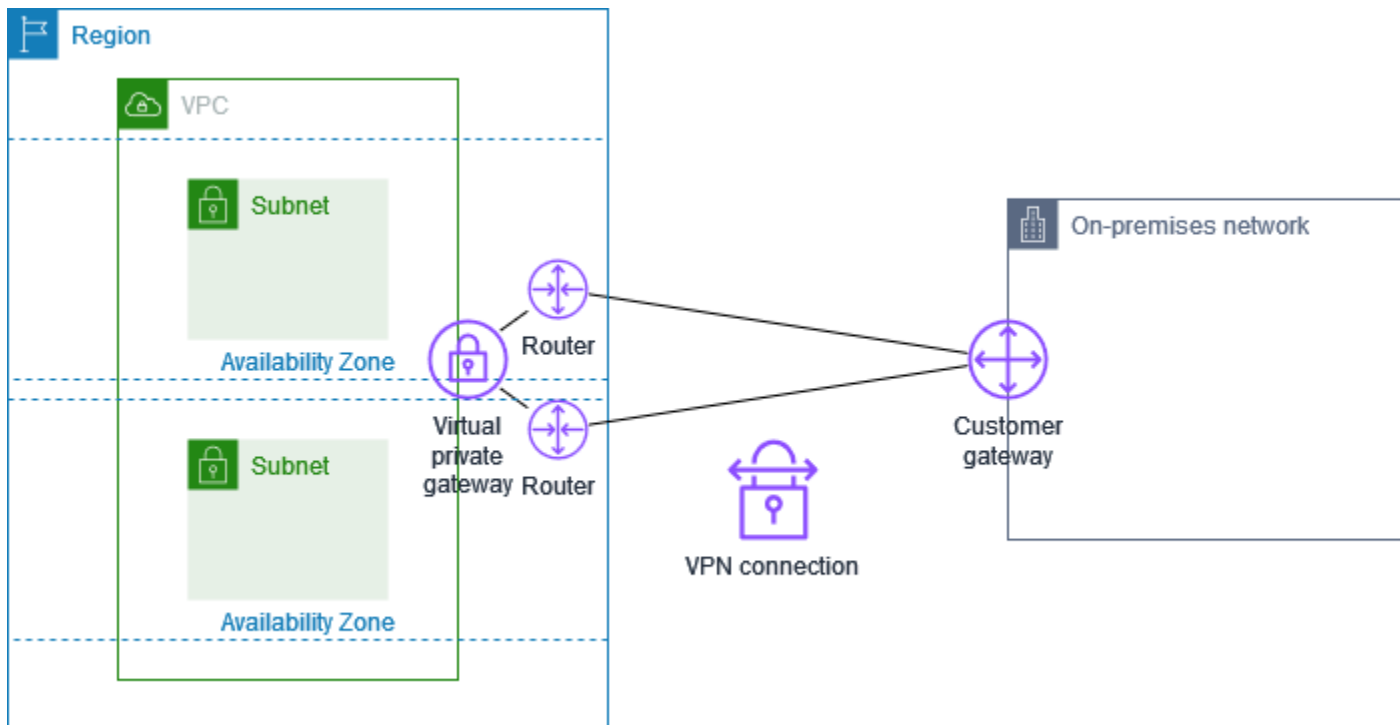 Region
VPC
Subnet
On-premises network
Router
Availability Zone
Virtual
private
gateway
Customer
gateway
Subnet
Router
VPN connection
Availability Zone